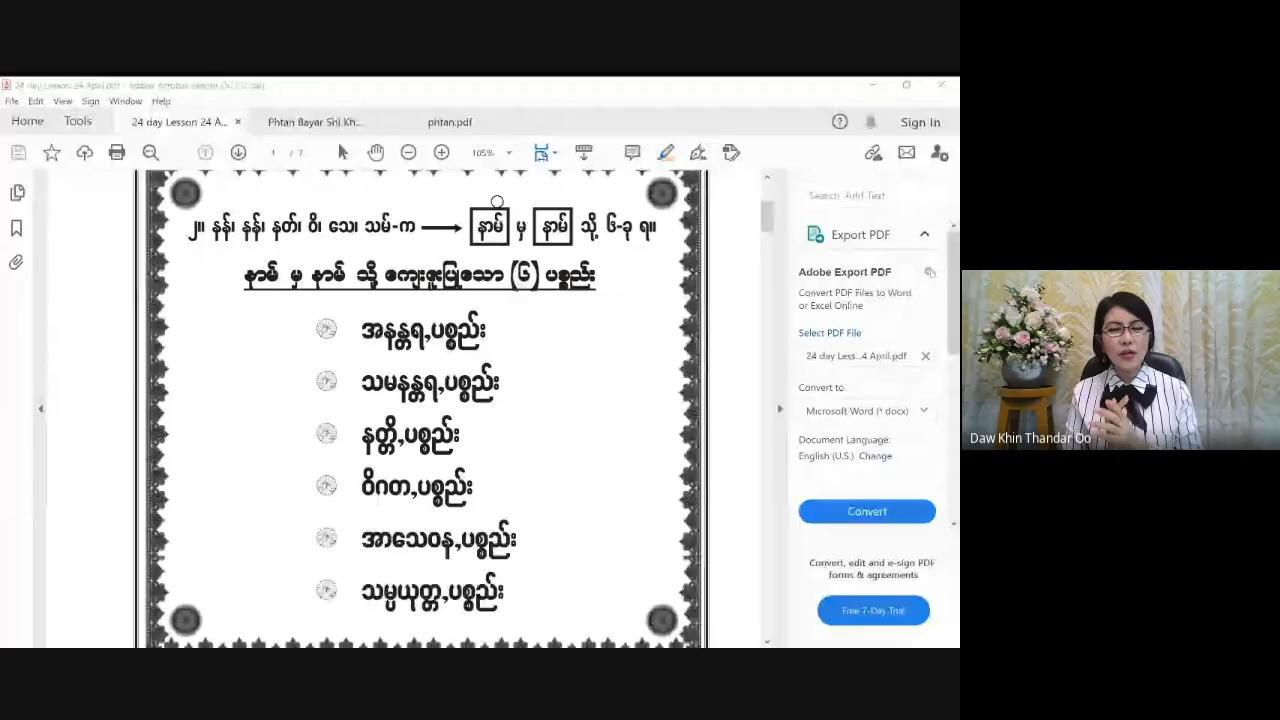 File Edit View Sign Window Help
Home Tools 24 day Lesson 24 A... × Phtan Bayar Shi Kh... phtan.pdf Sign In
1 / 7 105%
၂။ နန်၊ နန်၊ နတ်၊ ဝိ၊ သေ၊ သမ်-က နာမ် မှ နာမ် သို့ ၆-ခု ရ။
နာမ် မှ နာမ် သို့ ကျေးဇူးပြုသော (၆) ပစ္စည်း
အနန္တရ,ပစ္စည်း
သမနန္တရ,ပစ္စည်း
နတ္ထိ,ပစ္စည်း
ဝိဂတ,ပစ္စည်း
အာသေဝန,ပစ္စည်း
သမ္ပယုတ္တ,ပစ္စည်း
Search 'Add Text'
Export PDF
Adobe Export PDF
Convert PDF Files to Word
or Excel Online
Select PDF File
24 day Less...4 April.pdf
Convert to
Microsoft Word (*.docx)
Document Language:
English (U.S.) Change
Convert
Convert, edit and e-sign PDF
forms & agreements
Free 7-Day Trial
Daw Khin Thandar Oo